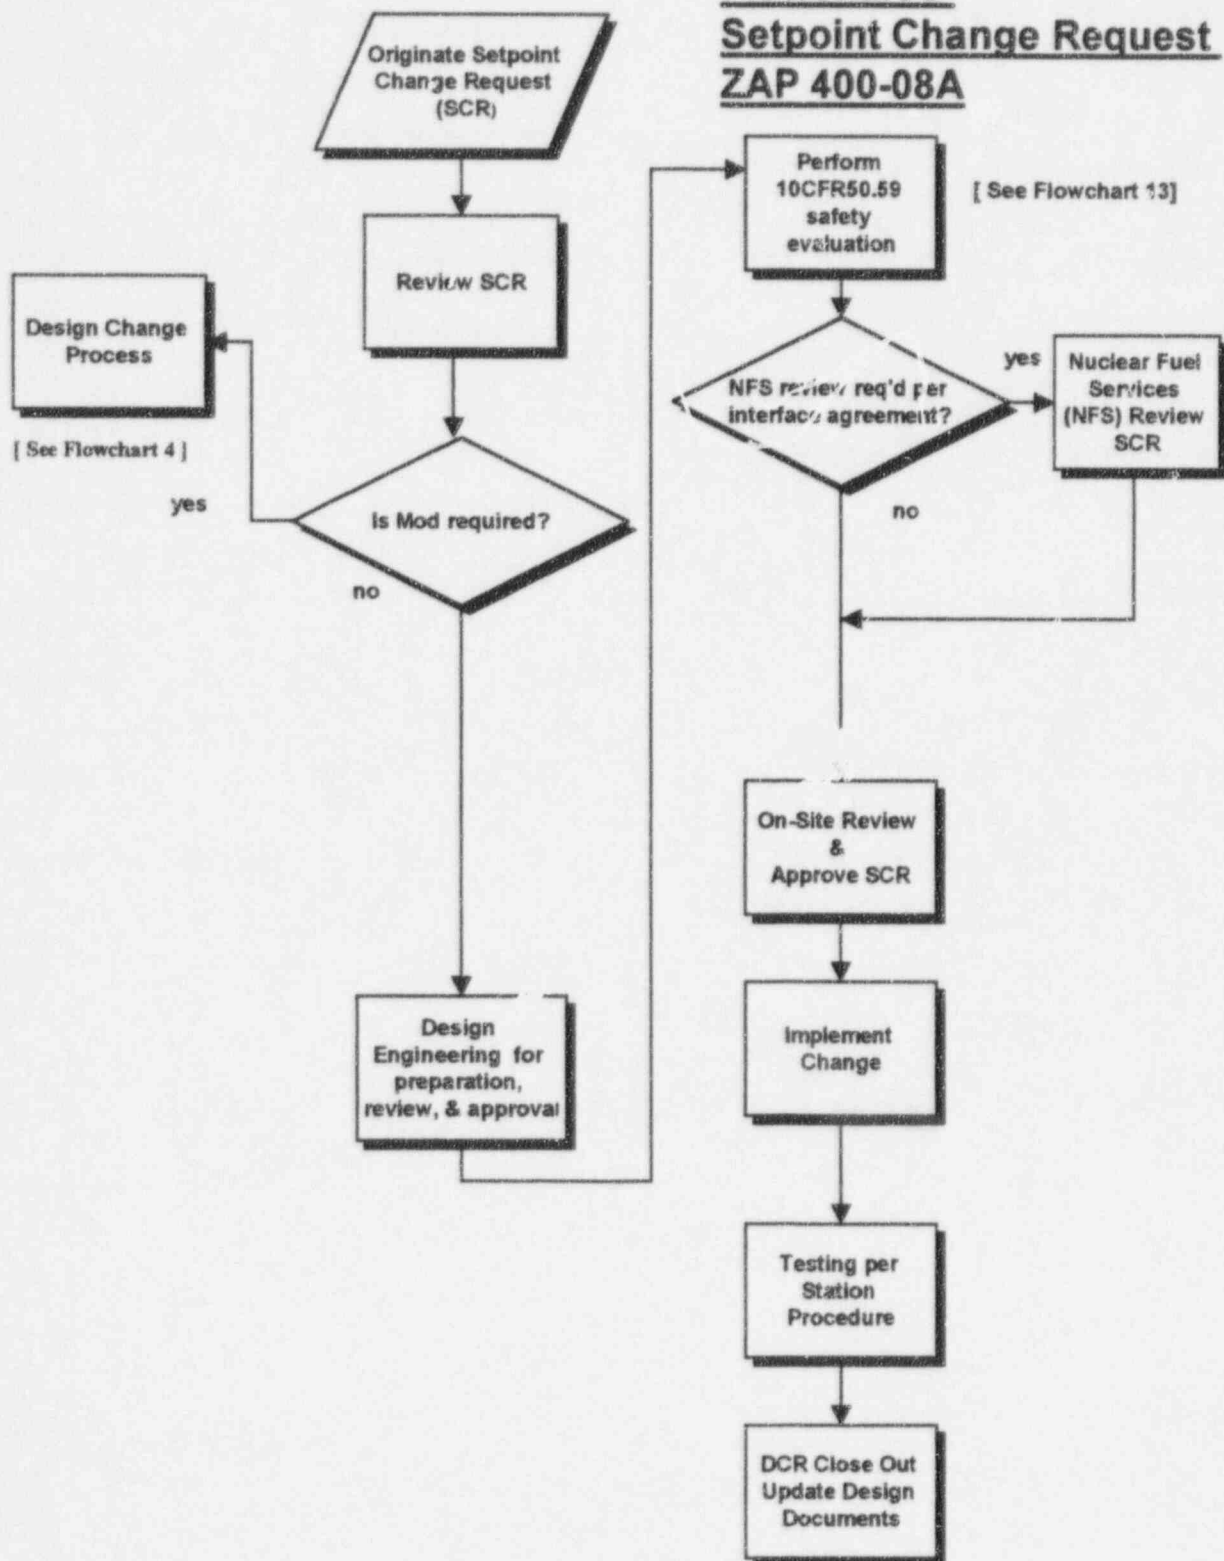 Setpoint Change Request
ZAP 400-08A
Originate Setpoint
Change Request
(SCR)
Review SCR
Design Change
Process
[ See Flowchart 4 ]
yes
Is Mod required?
no
Design
Engineering for
preparation,
review, & approval
Perform
10CFR50.59
safety
evaluation
[ See Flowchart 13]
NFS review req'd per
interface agreement?
yes
Nuclear Fuel
Services
(NFS) Review
SCR
no
On-Site Review
&
Approve SCR
Implement
Change
Testing per
Station
Procedure
DCR Close Out
Update Design
Documents